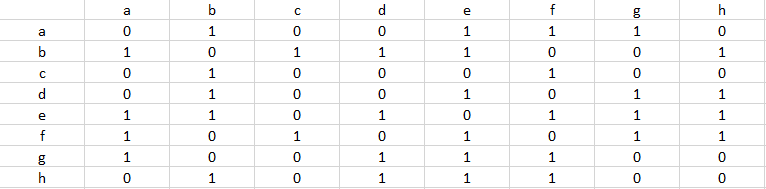 a b c d e f g h
a 0 1 0 0 1 1 1 0
b 1 0 1 1 1 0 0 1
c 0 1 0 0 0 1 0 0
d 0 1 0 0 1 0 1 1
e 1 1 0 1 0 1 1 1
f 1 0 1 0 1 0 1 1
g 1 0 0 1 1 1 0 0
h 0 1 0 1 1 1 0 0